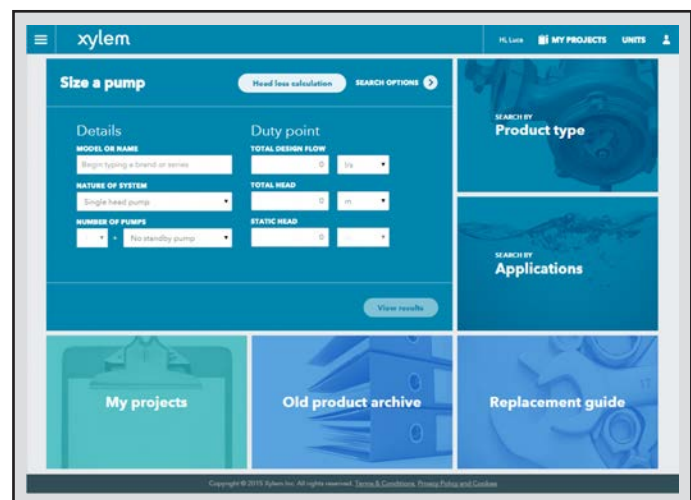 xylem
Hi, Luca MY PROJECTS UNITS
Size a pump
Head loss calculation
SEARCH OPTIONS
Details
MODEL OR NAME
Begin typing a brand or series
NATURE OF SYSTEM
Single head pump
NUMBER OF PUMPS
+ No standby pump
Duty point
TOTAL DESIGN FLOW
0 l/s
TOTAL HEAD
0 m
STATIC HEAD
0
View results
SEARCH BY
Product type
SEARCH BY
Applications
My projects
Old product archive
Replacement guide
Copyright © 2015 Xylem Inc. All rights reserved. Terms & Conditions, Privacy Policy and Cookies